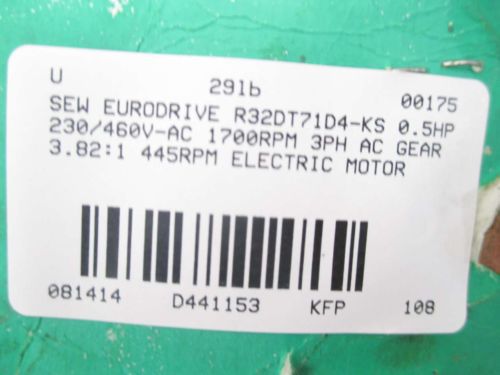 U 29lb 00175
SEW EURODRIVE R32DT71D4-KS 0.5HP
230/460V-AC 1700RPM 3PH AC GEAR
3.82:1 445RPM ELECTRIC MOTOR
081414 D441153 KFP 108